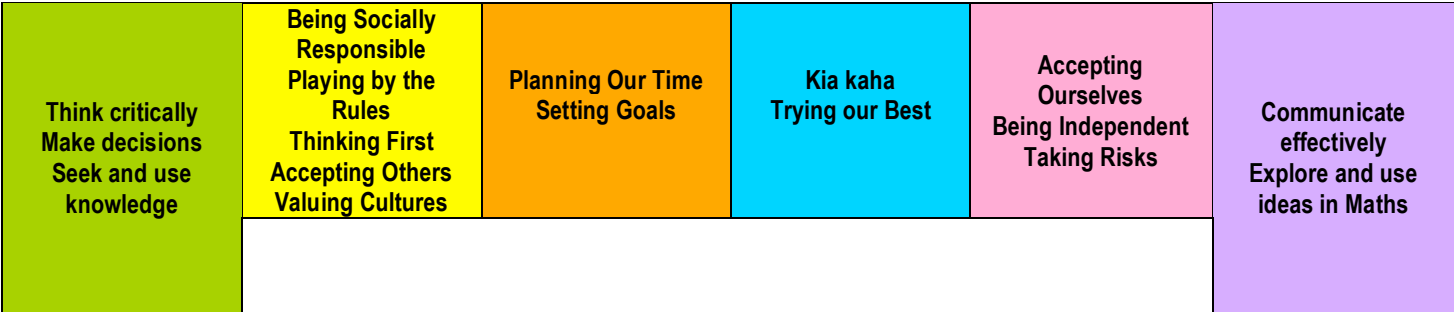 Think critically
Make decisions
Seek and use
knowledge
Being Socially
Responsible
Playing by the
Rules
Thinking First
Accepting Others
Valuing Cultures
Planning Our Time
Setting Goals
Kia kaha
Trying our Best
Accepting
Ourselves
Being Independent
Taking Risks
Communicate
effectively
Explore and use
ideas in Maths